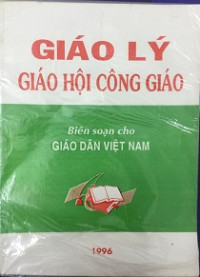 GIÁO LÝ
GIÁO HỘI CÔNG GIÁO
Biên soạn cho
GIÁO DÂN VIỆT NAM
1996